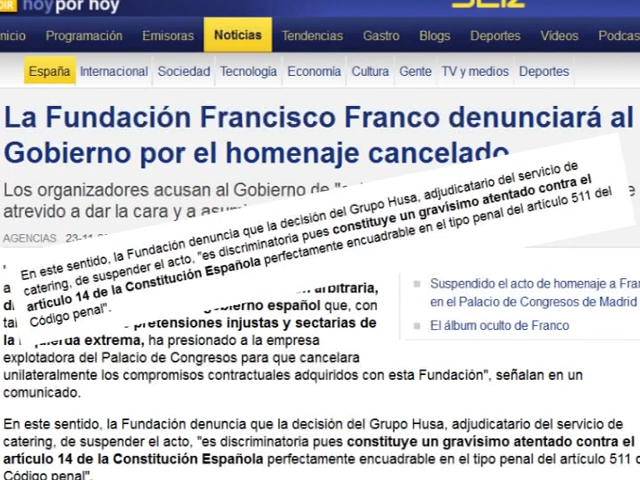 hoy por hoy
SER
nicio Programación Emisoras Noticias Tendencias Gastro Blogs Deportes Vídeos Podcas
España Internacional Sociedad Tecnología Economía Cultura Gente TV y medios Deportes
La Fundación Francisco Franco denunciará al
Gobierno por el homenaje cancelado
Los organizadores acusan al Gobierno de
atrevido a dar la cara y a
AGENCIAS 23-11
En este sentido, la Fundación denuncia que la decisión del Grupo Husa, adjudicatario del servicio de
catering, de suspender el acto, "es discriminatoria pues constituye un gravísimo atentado contra el
artículo 14 de la Constitución Española perfectamente encuadrable en el tipo penal del artículo 511 del
Código penal".
arbitraria,
español que, con
pretensiones injustas y sectarias de
extrema, ha presionado a la empresa
explotadora del Palacio de Congresos para que cancelara
unilateralmente los compromisos contractuales adquiridos con esta Fundación", señalan en un
comunicado.
Suspendido el acto de homenaje a Fran
en el Palacio de Congresos de Madrid
El álbum oculto de Franco
En este sentido, la Fundación denuncia que la decisión del Grupo Husa, adjudicatario del servicio de
catering, de suspender el acto, "es discriminatoria pues constituye un gravísimo atentado contra el
artículo 14 de la Constitución Española perfectamente encuadrable en el tipo penal del artículo 511 d
Código penal".